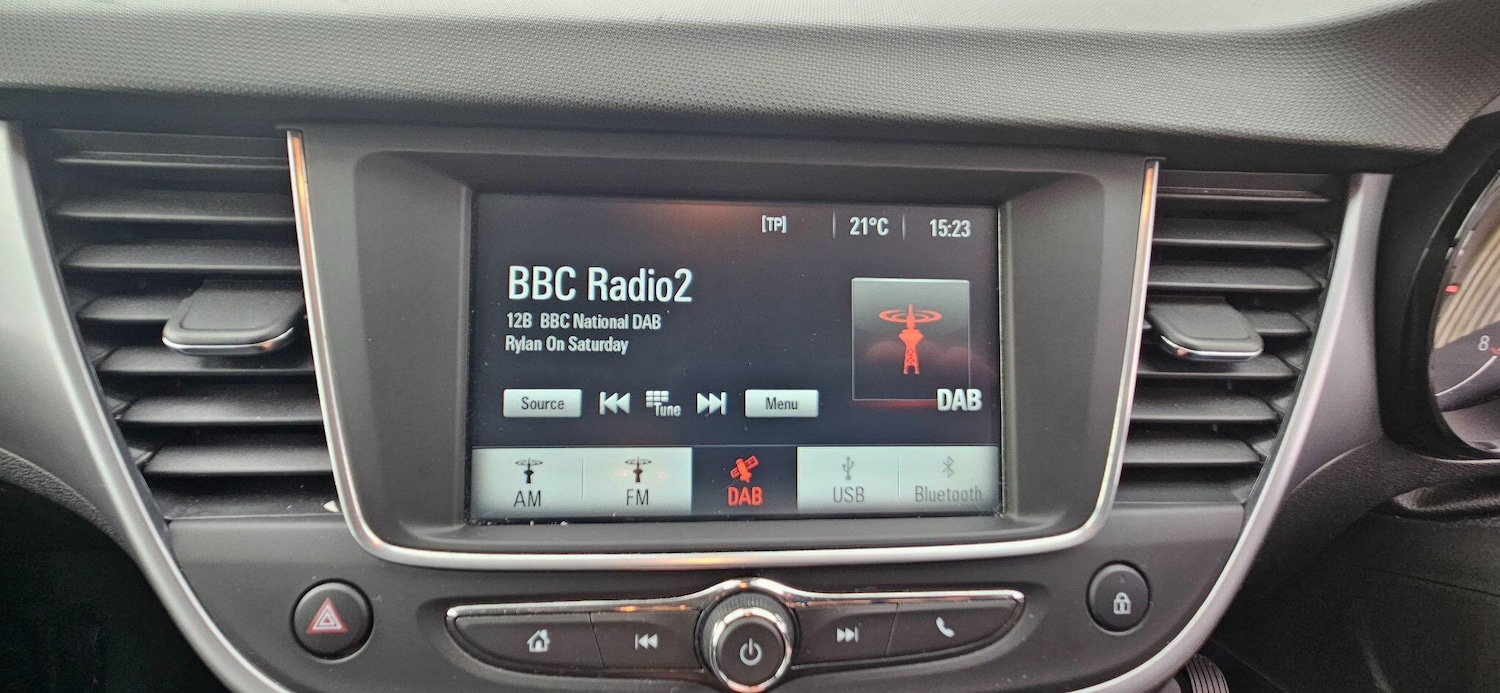 [TP] 21°C 15:23
BBC Radio2
12B BBC National DAB
Rylan On Saturday
DAB
Source Tune Menu
AM FM DAB USB Bluetooth
8